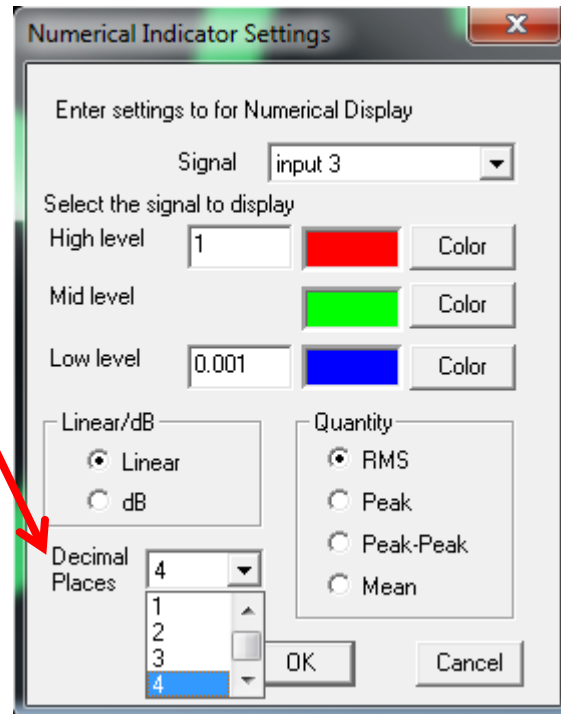 Numerical Indicator Settings
X
Enter settings to for Numerical Display
Signal input 3
Select the signal to display
High level 1 Color
Mid level Color
Low level 0.001 Color
Linear/dB
Linear
dB
Quantity
RMS
Peak
Peak-Peak
Mean
Decimal
Places
4
1
2
3
4
OK Cancel